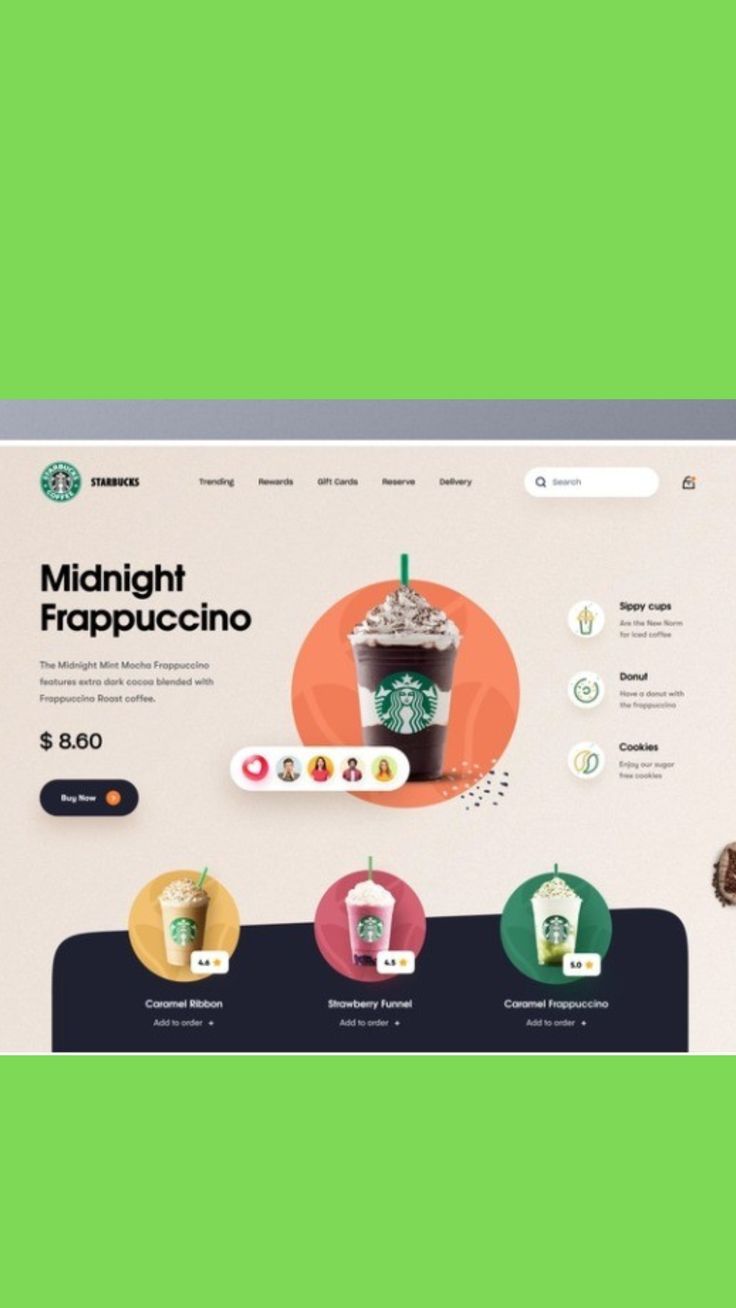 STARBUCKS COFFEE
STARBUCKS
Trending Rewards Gift Cards Reserve Delivery
Search
Midnight
Frappuccino
The Midnight Mint Mocha Frappuccino
features extra dark cocoa blended with
Frappuccino Roast coffee.
$ 8.60
Buy Now
Sippy cups
Are the New Norm
for iced coffee
Donut
Have a donut with
the frappuccino
Cookies
Enjoy our sugar
free cookies
4.6
4.5
5.0
Caramel Ribbon
Strawberry Funnel
Caramel Frappuccino
Add to order +
Add to order +
Add to order +